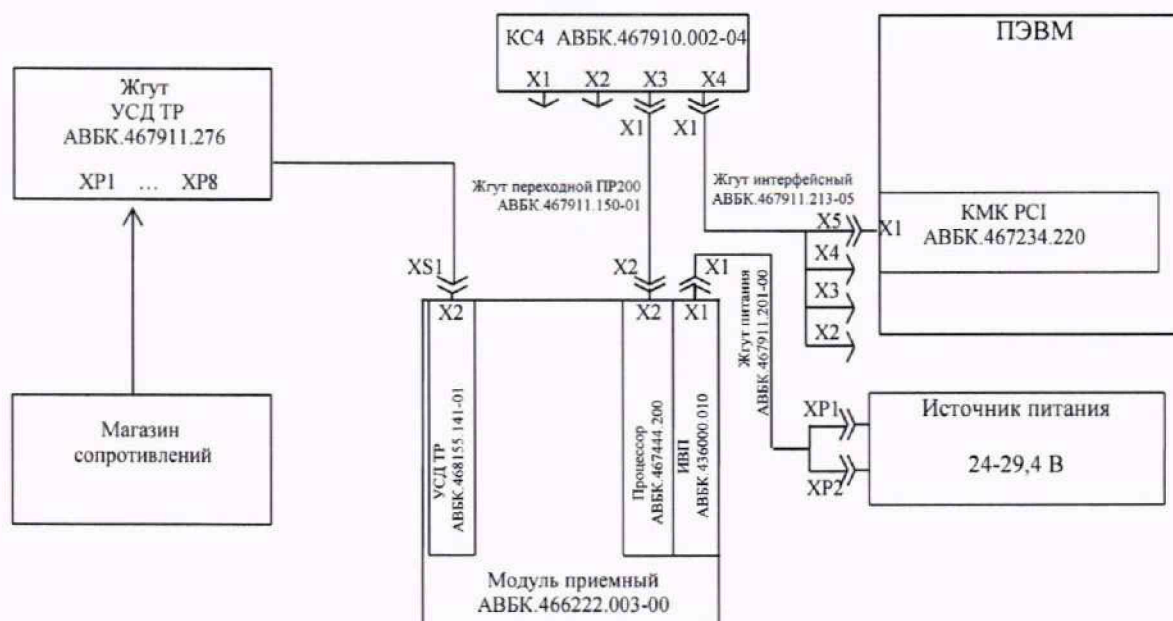 КС4 АВБК.467910.002-04
X1 X2 X3 X4
X1 X1
ПЭВМ
Жгут
УСД ТР
АВБК.467911.276
ХР1 ... ХР8
Жгут переходной ПР200
АВБК.467911.150-01
Жгут интерфейсный
АВБК.467911.213-05
X5
X4
X3
X2
X1
КМК PCI
АВБК.467234.220
XS1
X2
X1
X2
X2
X1
Жгут питания
АВБК.467911.201-00
УСД ТР
АВБК.468155.141-01
Процессор
АВБК.467444.200
ИВП
АВБК.436000.010
Модуль приемный
АВБК.466222.003-00
Магазин
сопротивлений
ХР1
ХР2
Источник питания
24-29,4 В